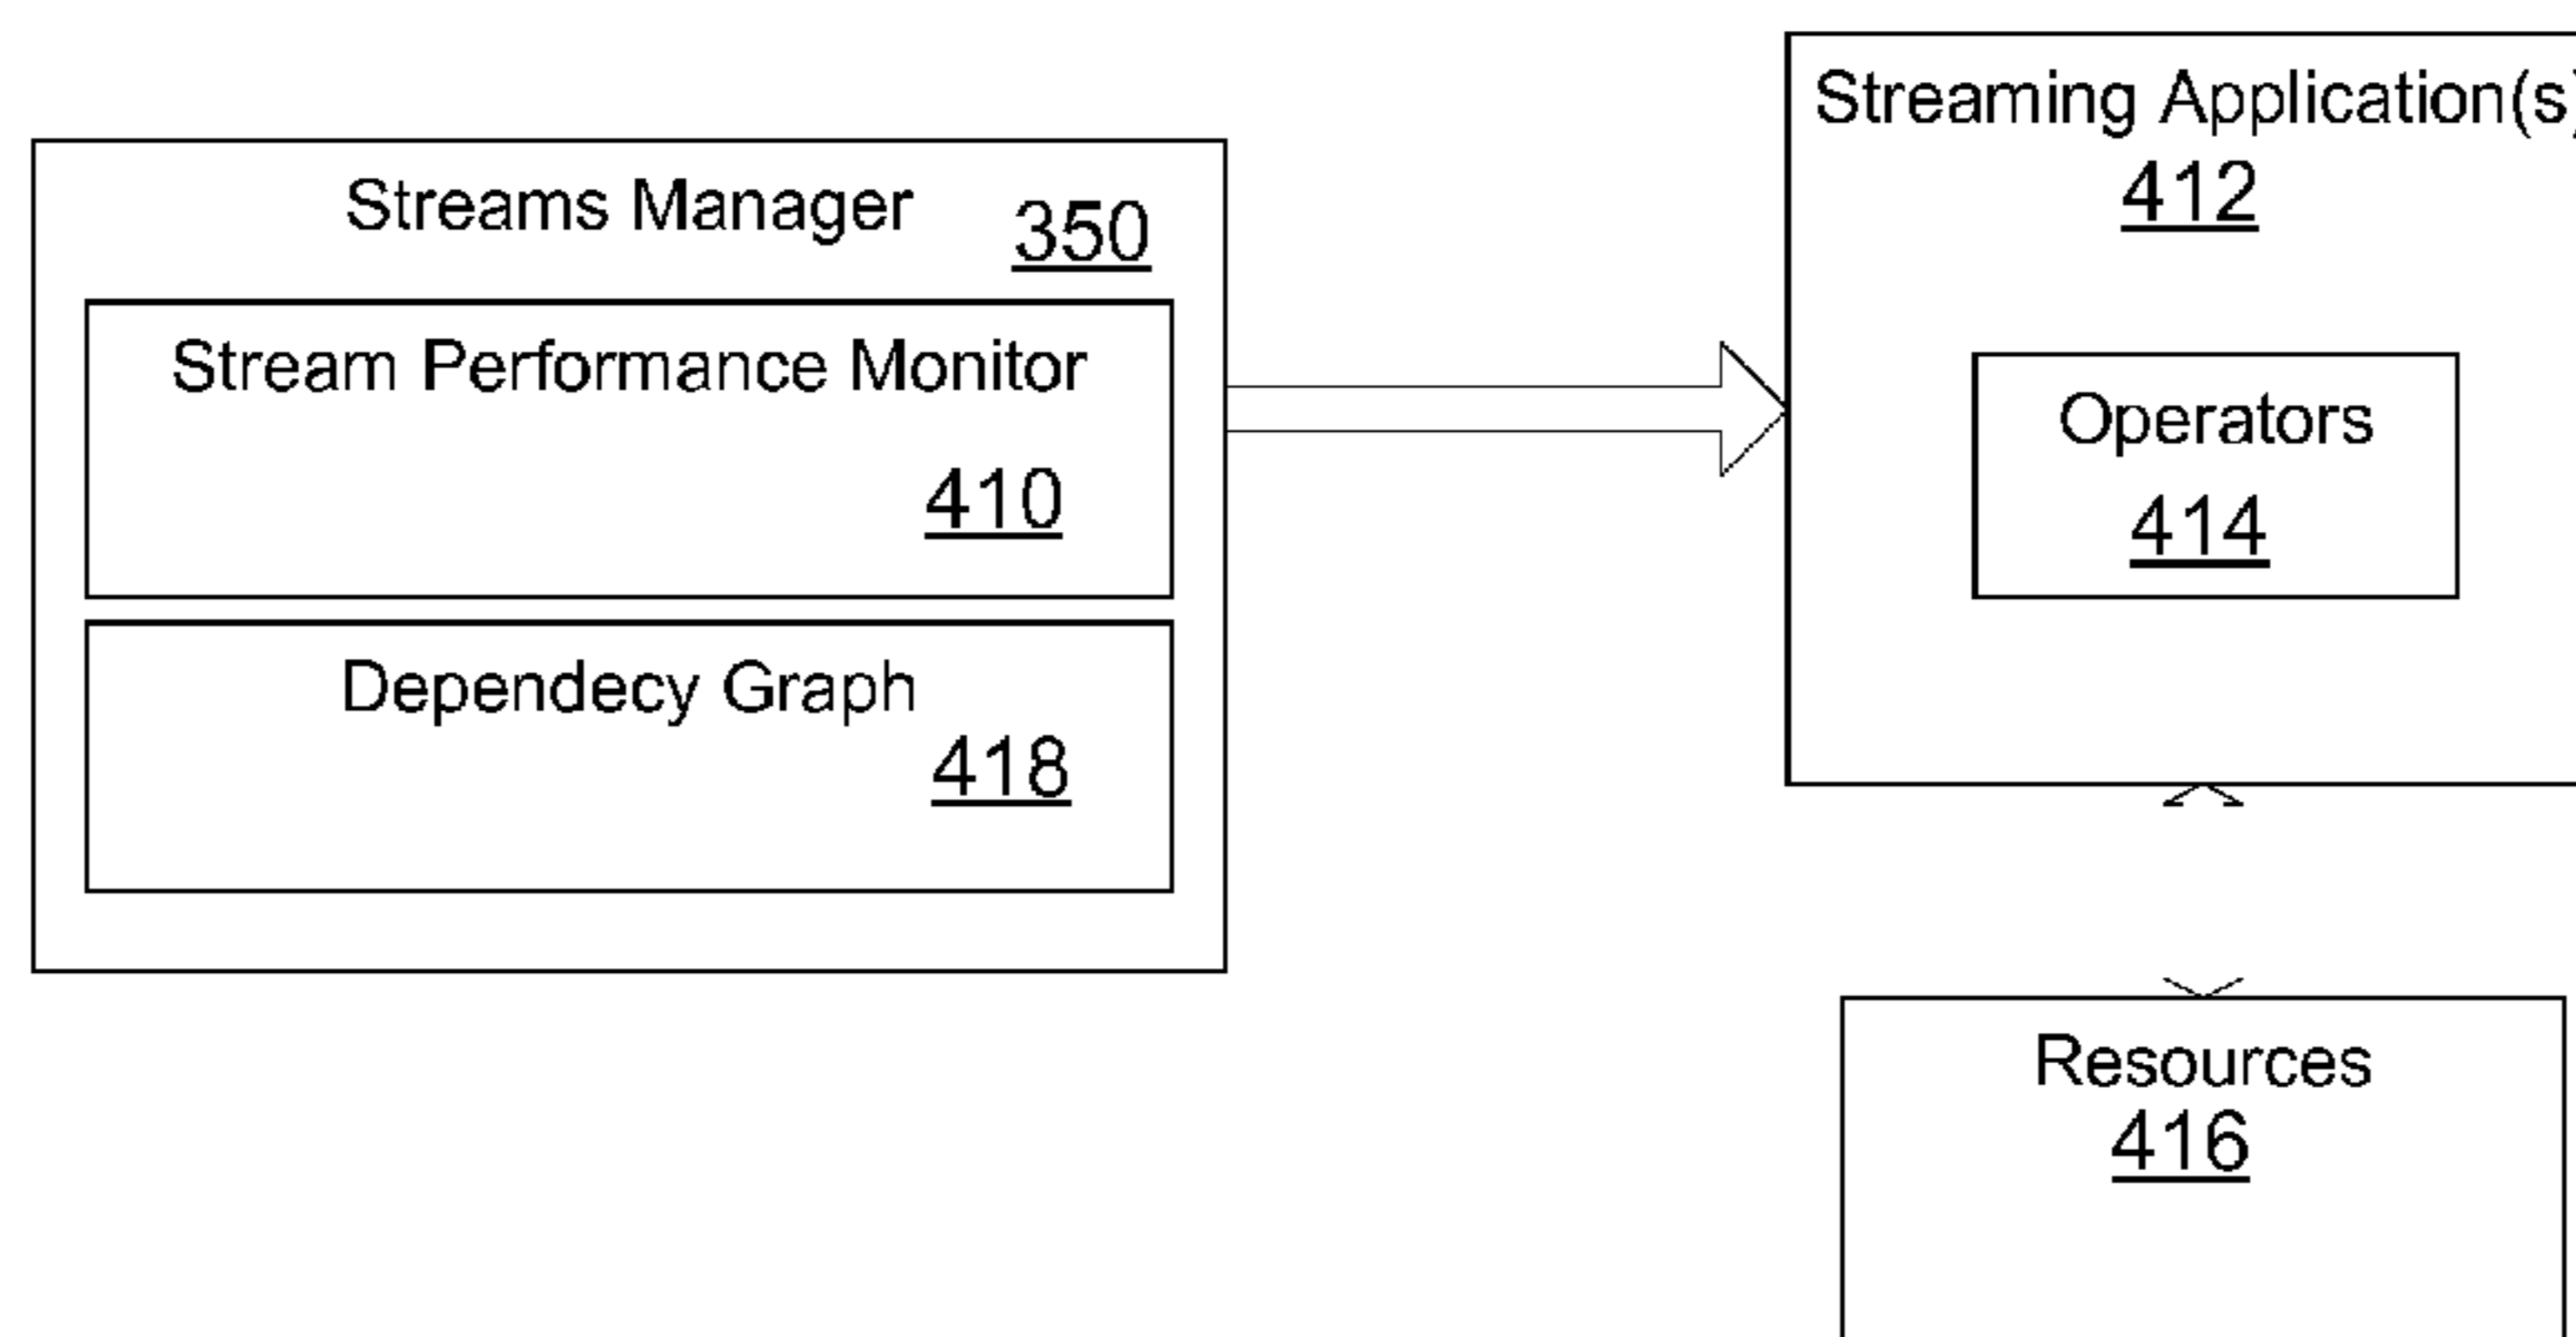 Streams Manager
350
Stream Performance Monitor
410
Dependecy Graph
418
Streaming Application(s)
412
Operators
414
Resources
416